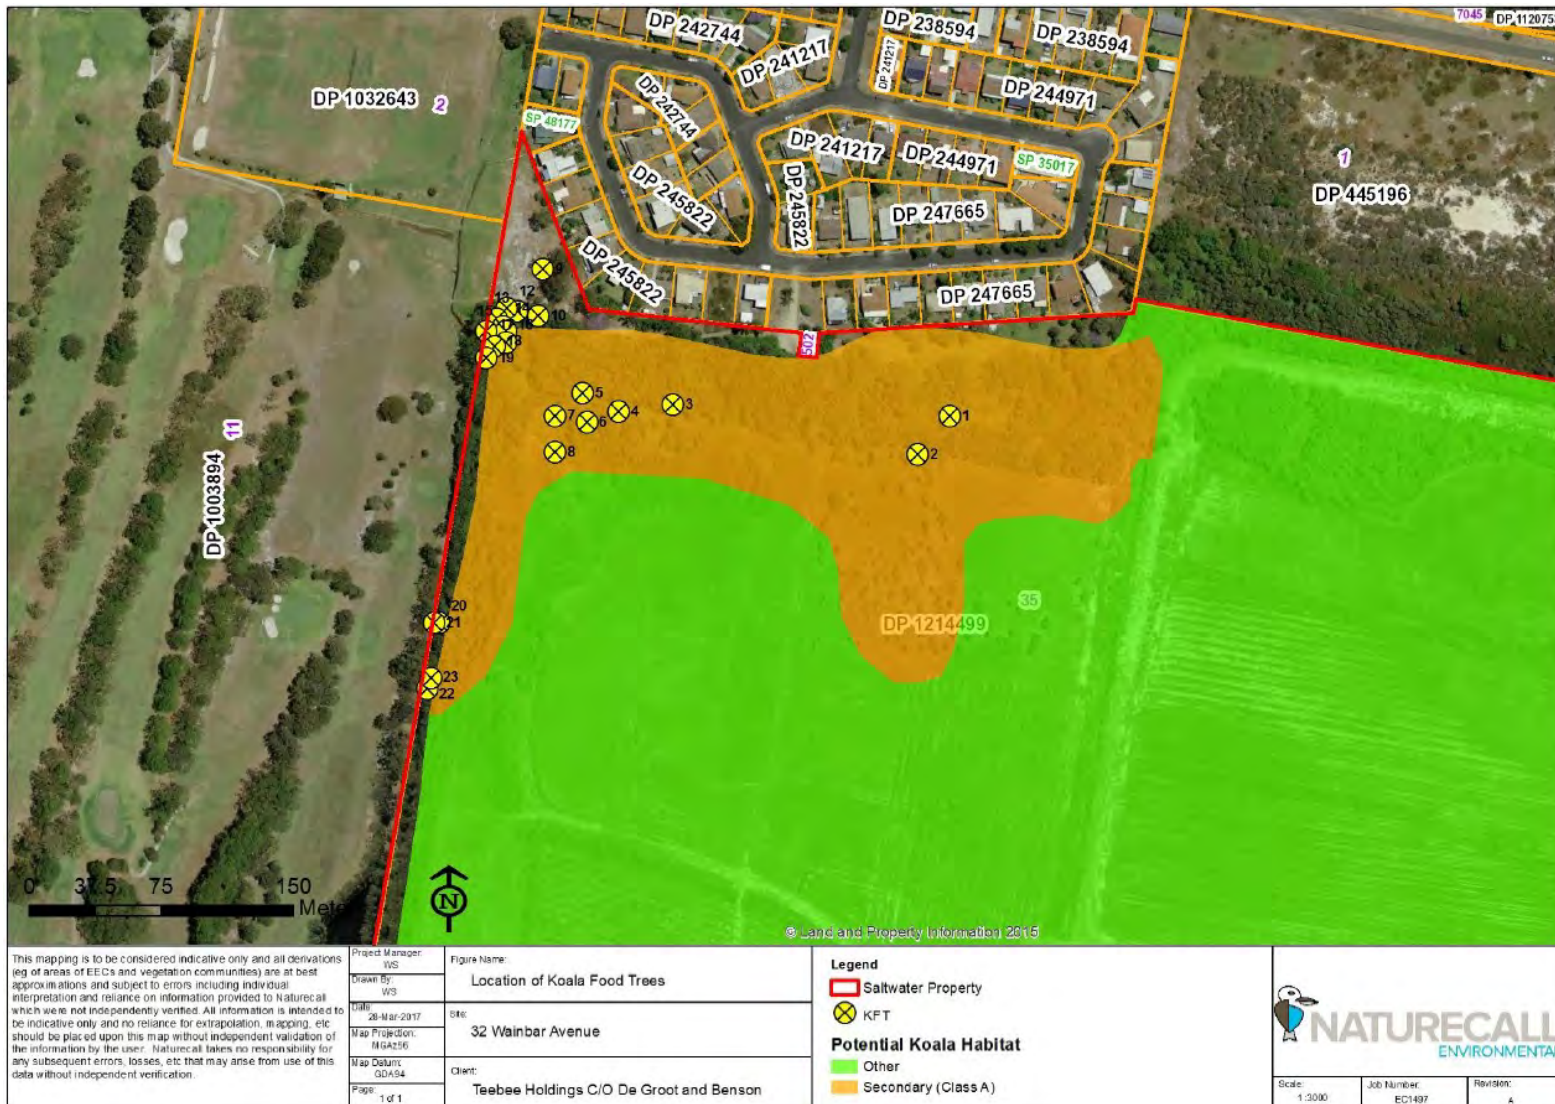 7045
DP 112075
DP 242744
DP 241217
DP 238594
DP 238594
DP 241217
DP 1032643
2
DP 242744
DP 244971
SP 48177
DP 241217
DP 244971
SP 35017
1
DP 445196
DP 245822
DP 245822
DP 247665
DP 245822
DP 247665
9
12
13
14
10
18
19
502
5
4
3
7
6
1
8
2
11
DP 1003894
20
21
35
DP 1214499
23
22
0 37.5 75 150
Mete
N
© Land and Property Information 2015
This mapping is to be considered indicative only and all derivations
(eg of areas of EECs and vegetation communities) are at best
approximations and subject to errors including individual
interpretation and reliance on information provided to Naturecall
which were not independently verified. All information is intended to
be indicative only and no reliance for extrapolation, mapping, etc
should be placed upon this map without independent validation of
the information by the user. Naturecall takes no responsibility for
any subsequent errors, losses, etc that may arise from use of this
data without independent verification.
Project Manager:
WS
Drawn By:
WS
Date:
28-Mar-2017
Map Projection:
MGAz56
Map Datum:
GDA94
Page:
1 of 1
Figure Name:
Location of Koala Food Trees
Site:
32 Wainbar Avenue
Client:
Teebee Holdings C/O De Groot and Benson
Legend
Saltwater Property
KFT
Potential Koala Habitat
Other
Secondary (Class A)
NATURECALL
ENVIRONMENTAL
Scale:
1:3000
Job Number:
EC1497
Revision:
A